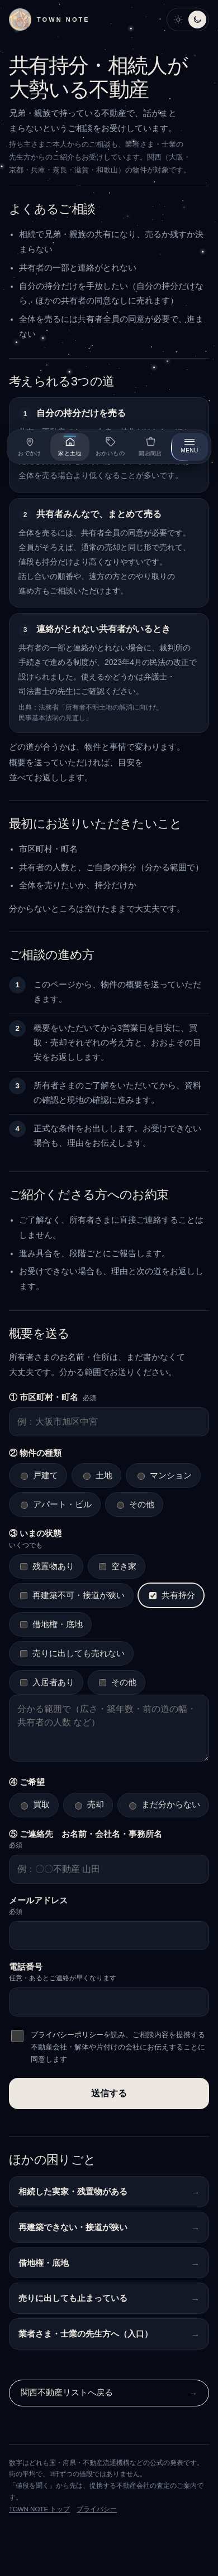 TOWN NOTE
共有持分・相続人が
大勢いる不動産
兄弟・親族で持っている不動産で、話がまと
まらないというご相談をお受けしています。
持ち主さまご本人からのご相談も、業者さま・士業の
先生方からのご紹介もお受けしています。関西（大阪・
京都・兵庫・奈良・滋賀・和歌山）の物件が対象です。
よくあるご相談
• 相続で兄弟・親族の共有になり、売るか残すか決まらない
• 共有者の一部と連絡がとれない
• 自分の持分だけを手放したい（自分の持分だけなら、ほかの共有者の同意なしに売れます）
• 全体を売るには共有者全員の同意が必要で、進まない
考えられる3つの道
1 自分の持分だけを売る
おでかけ
家と土地
おかいもの
開店閉店
MENU
全体を売る場合より低くなることが多いです。
2 共有者みんなで、まとめて売る
全体を売るには、共有者全員の同意が必要です。
全員がそろえば、通常の売却と同じ形で売れて、
値段も持分だけより高くなりやすいです。
話し合いの順番や、遠方の方とのやり取りの
進め方もご相談いただけます。
3 連絡がとれない共有者がいるとき
共有者の一部と連絡がとれない場合に、裁判所の
手続きで進める制度が、2023年4月の民法の改正で
設けられました。使えるかどうかは弁護士・
司法書士の先生にご確認ください。
出典：法務省「所有者不明土地の解消に向けた
民事基本法制の見直し」
どの道が合うかは、物件と事情で変わります。
概要を送っていただければ、目安を
並べてお返しします。
最初にお送りいただきたいこと
• 市区町村・町名
• 共有者の人数と、ご自身の持分（分かる範囲で）
• 全体を売りたいか、持分だけか
分からないところは空けたままで大丈夫です。
ご相談の進め方
1 このページから、物件の概要を送っていただきます。
2 概要をいただいてから3営業日を目安に、買取・売却それぞれの考え方と、おおよその目安をお返しします。
3 所有者さまのご了解をいただいてから、資料の確認と現地の確認に進みます。
4 正式な条件をお出しします。お受けできない場合も、理由をお伝えします。
ご紹介くださる方へのお約束
• ご了解なく、所有者さまに直接ご連絡することはしません。
• 進み具合を、段階ごとにご報告します。
• お受けできない場合も、理由と次の道をお返しします。
概要を送る
所有者さまのお名前・住所は、まだ書かなくて
大丈夫です。分かる範囲でお送りください。
① 市区町村・町名 必須
例：大阪市旭区中宮
② 物件の種類
戸建て 土地 マンション
アパート・ビル その他
③ いまの状態
いくつでも
残置物あり 空き家
再建築不可・接道が狭い 共有持分
借地権・底地
売りに出しても売れない
入居者あり その他
分かる範囲で（広さ・築年数・前の道の幅・
共有者の人数 など）
④ ご希望
買取 売却 まだ分からない
⑤ ご連絡先 お名前・会社名・事務所名
必須
例：〇〇不動産 山田
メールアドレス
必須
電話番号
任意・あるとご連絡が早くなります
プライバシーポリシーを読み、ご相談内容を提携する
不動産会社・解体や片付けの会社にお伝えすることに
同意します
送信する
ほかの困りごと
相続した実家・残置物がある →
再建築できない・接道が狭い →
借地権・底地 →
売りに出しても止まっている →
業者さま・士業の先生方へ（入口） →
関西不動産リストへ戻る →
数字はどれも国・府県・不動産流通機構などの公式の発表です。
街の平均で、1軒ずつの値段ではありません。
「値段を聞く」から先は、提携する不動産会社の査定のご案内です。
TOWN NOTE トップ プライバシー